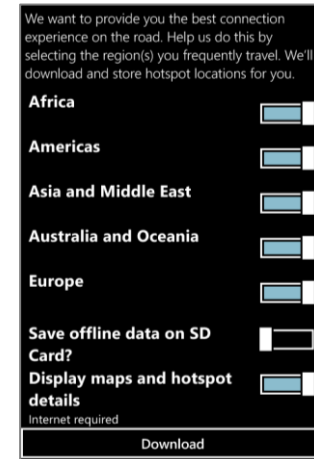 We want to provide you the best connection
experience on the road. Help us do this by
selecting the region(s) you frequently travel. We'll
download and store hotspot locations for you.
Africa
Americas
Asia and Middle East
Australia and Oceania
Europe
Save offline data on SD
Card?
Display maps and hotspot
details
Internet required
Download